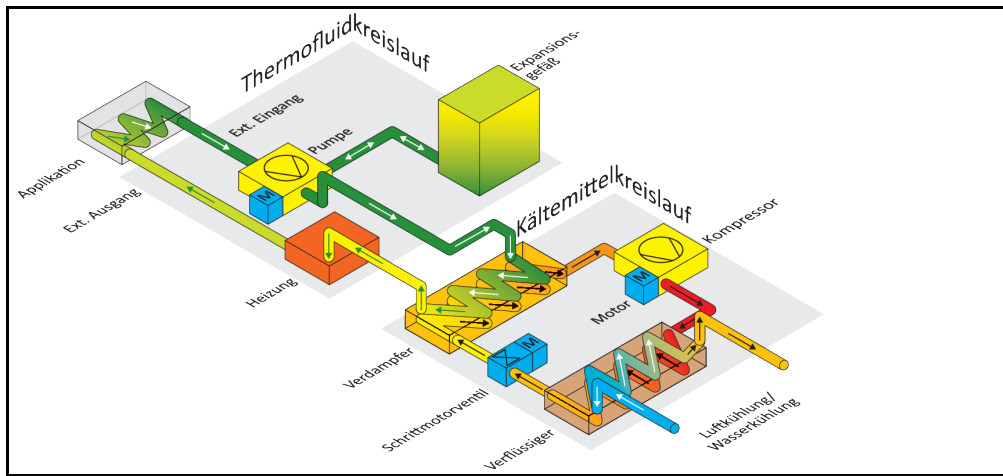 Thermofluidkreislauf
Expansions-
gefäß
Ext. Eingang
Pumpe
Applikation
Ext. Ausgang
M
Kältemittelkreislauf
Kompressor
Heizung
M
Motor
Verdampfer
M
Schrittmotorventil
Luftkühlung/
Wasserkühlung
Verflüssiger